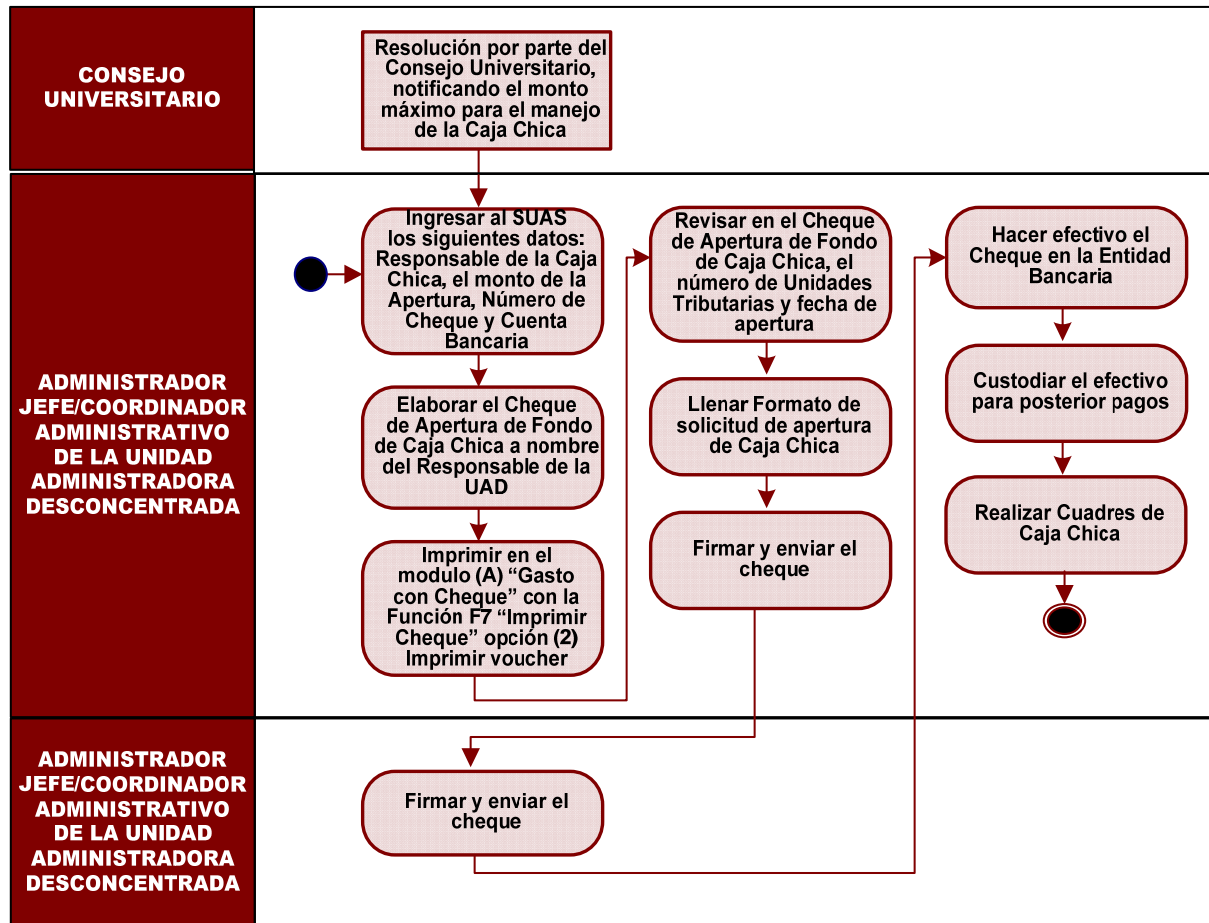 CONSEJO
UNIVERSITARIO
Resolución por parte del
Consejo Universitario,
notificando el monto
máximo para el manejo
de la Caja Chica
ADMINISTRADOR
JEFE/COORDINADOR
ADMINISTRATIVO
DE LA UNIDAD
ADMINISTRADORA
DESCONCENTRADA
Ingresar al SUAS
los siguientes datos:
Responsable de la Caja
Chica, el monto de la
Apertura, Número de
Cheque y Cuenta
Bancaria
Elaborar el Cheque
de Apertura de Fondo
de Caja Chica a nombre
del Responsable de la
UAD
Imprimir en el
modulo (A) “Gasto
con Cheque” con la
Función F7 “Imprimir
Cheque” opción (2)
Imprimir voucher
Revisar en el Cheque
de Apertura de Fondo
de Caja Chica, el
número de Unidades
Tributarias y fecha de
apertura
Llenar Formato de
solicitud de apertura
de Caja Chica
Firmar y enviar el
cheque
Hacer efectivo el
Cheque en la Entidad
Bancaria
Custodiar el efectivo
para posterior pagos
Realizar Cuadres de
Caja Chica
ADMINISTRADOR
JEFE/COORDINADOR
ADMINISTRATIVO
DE LA UNIDAD
ADMINISTRADORA
DESCONCENTRADA
Firmar y enviar el
cheque